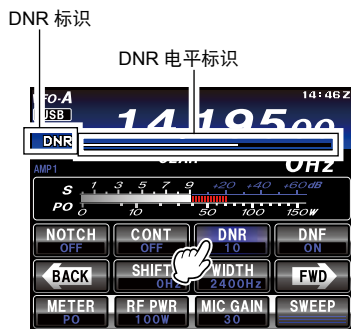 DNR 标识
DNR 电平标识
VFO-A
14:46Z
USB
14,195,00
DNR
AMP1
0Hz
S 1 3 5 7 9 +20 +40 +60dB
PO 0 10 50 100 150W
NOTCH CONT DNR DNF
OFF OFF 10 ON
BACK SHIFT WIDTH FWD
0Hz 2400Hz
METER RF PWR MIC GAIN SWEEP
PO 100W 30